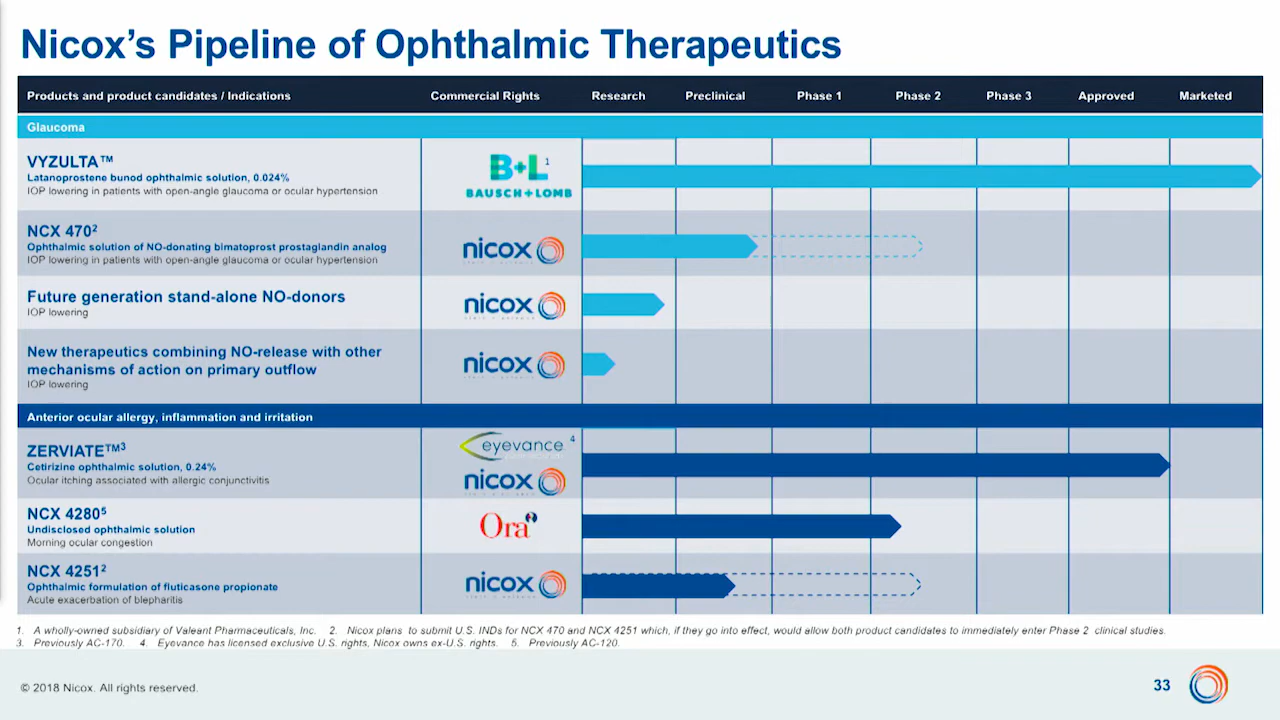 Nicox's Pipeline of Ophthalmic Therapeutics
Products and product candidates / Indications Commercial Rights Research Preclinical Phase 1 Phase 2 Phase 3 Approved Marketed
Glaucoma
VYZULTA™
Latanoprostene bunod ophthalmic solution, 0.024%
IOP lowering in patients with open-angle glaucoma or ocular hypertension
B+L 1
BAUSCH+LOMB
NCX 470²
Ophthalmic solution of NO-donating bimatoprost prostaglandin analog
IOP lowering in patients with open-angle glaucoma or ocular hypertension
nicox
Future generation stand-alone NO-donors
IOP lowering
nicox
New therapeutics combining NO-release with other
mechanisms of action on primary outflow
IOP lowering
nicox
Anterior ocular allergy, inflammation and irritation
ZERVIATE™³
Cetirizine ophthalmic solution, 0.24%
Ocular itching associated with allergic conjunctivitis
eyevance 4
nicox
NCX 4280⁵
Undisclosed ophthalmic solution
Morning ocular congestion
Ora
NCX 4251²
Ophthalmic formulation of fluticasone propionate
Acute exacerbation of blepharitis
nicox
1. A wholly-owned subsidiary of Valeant Pharmaceuticals, Inc. 2. Nicox plans to submit U.S. INDs for NCX 470 and NCX 4251 which, if they go into effect, would allow both product candidates to immediately enter Phase 2 clinical studies.
3. Previously AC-170. 4. Eyevance has licensed exclusive U.S. rights, Nicox owns ex-U.S. rights. 5. Previously AC-120.
© 2018 Nicox. All rights reserved.
33